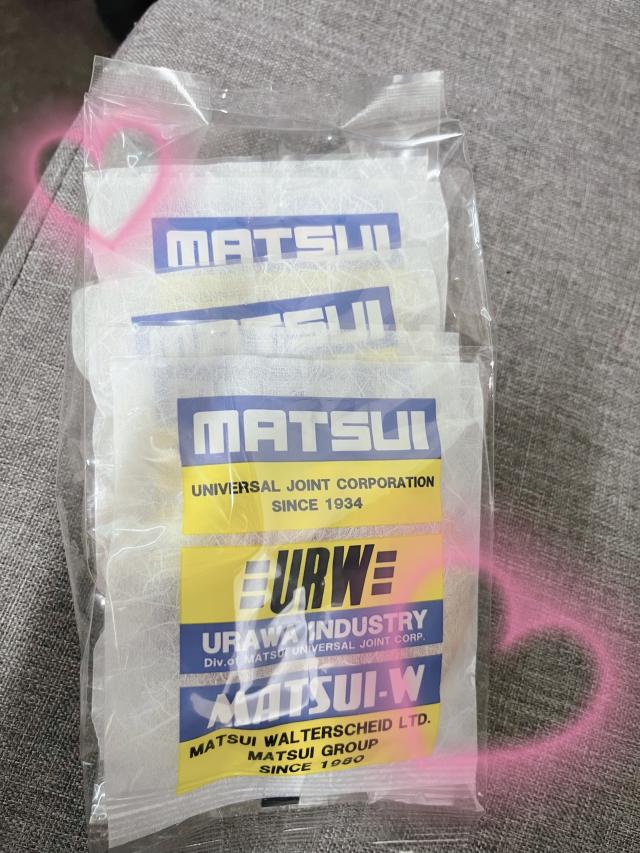 MATSUI
MATSUI
MATSUI
UNIVERSAL JOINT CORPORATION
SINCE 1934
URW
URAWA INDUSTRY
Div.of MATSUI UNIVERSAL JOINT CORP.
MATSUI-W
MATSUI WALTERSCHEID LTD.
MATSUI GROUP
SINCE 1980